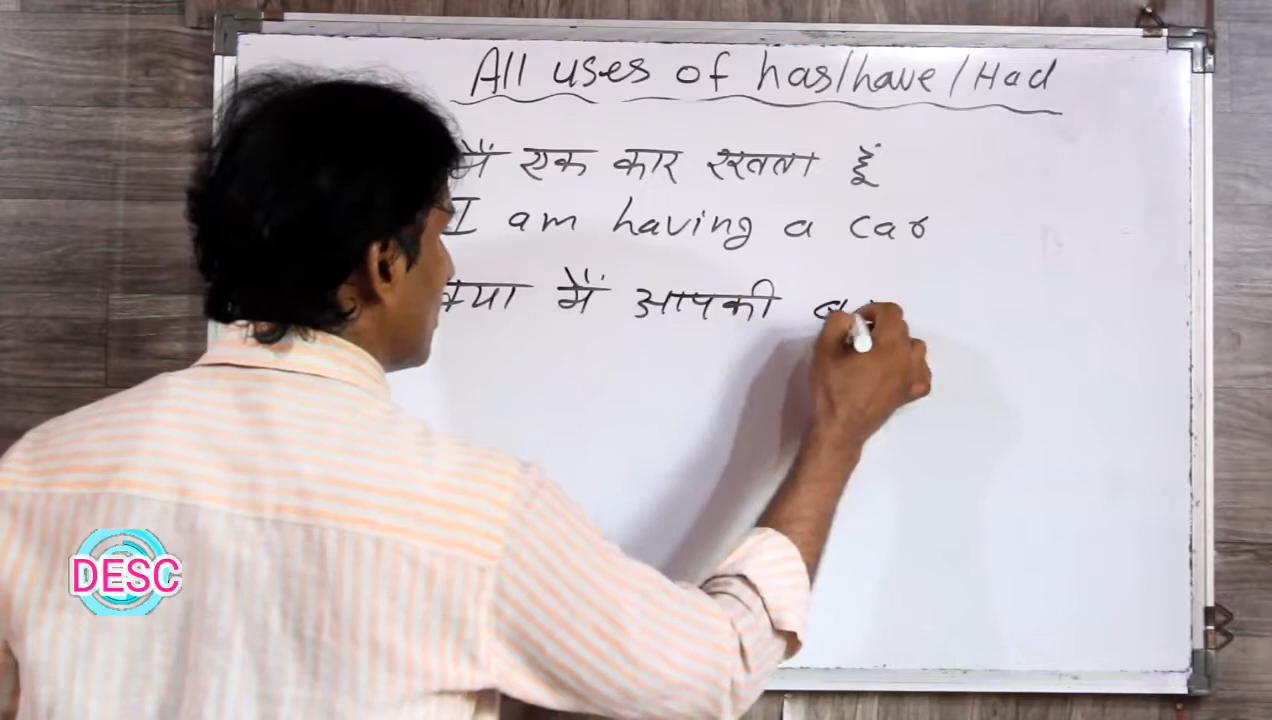 All uses of has/have/Had
मैं एक कार रखता हूं
I am having a car
क्या मैं आपकी
DESC